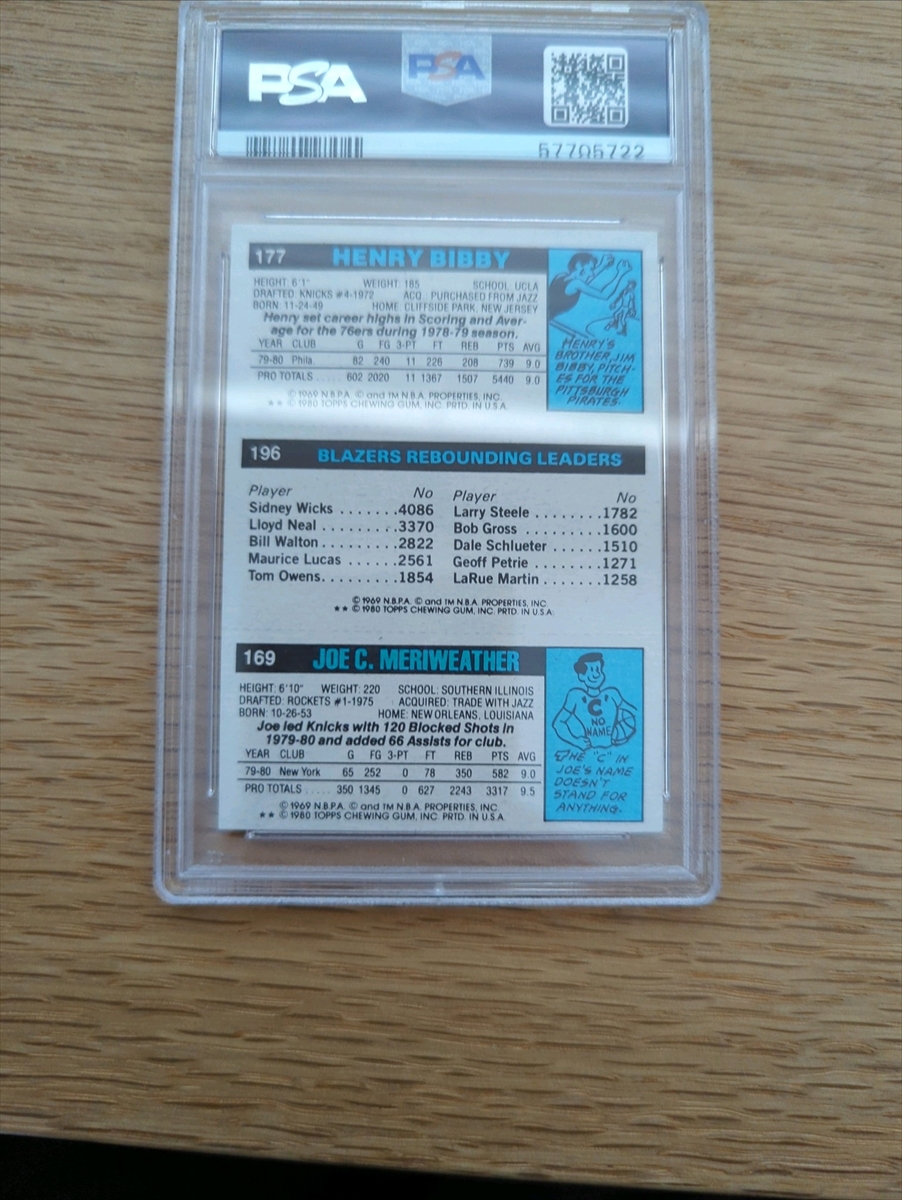 PSA
PSA
57705722
177 HENRY BIBBY
HEIGHT: 6'1" WEIGHT: 185 SCHOOL: UCLA
DRAFTED: KNICKS #4-1972 ACQ.: PURCHASED FROM JAZZ
BORN: 11-24-49 HOME: CLIFFSIDE PARK, NEW JERSEY
Henry set career highs in Scoring and Aver-
age for the 76ers during 1978-79 season.
YEAR CLUB G FG 3-PT FT REB PTS AVG
79-80 Phila. 82 240 11 226 208 739 9.0
PRO TOTALS ..... 602 2020 11 1367 1507 5440 9.0
© 1969 N.B.P.A. © and TM N.B.A. PROPERTIES, INC.
★★ © 1980 TOPPS CHEWING GUM, INC. PRTD. IN U.S.A.
HENRY'S
BROTHER, JIM
BIBBY, PITCH-
ES FOR THE
PITTSBURGH
PIRATES.
196 BLAZERS REBOUNDING LEADERS
Player No Player No
Sidney Wicks .......4086 Larry Steele .........1782
Lloyd Neal ..........3370 Bob Gross ..........1600
Bill Walton ..........2822 Dale Schlueter ......1510
Maurice Lucas ......2561 Geoff Petrie .........1271
Tom Owens.........1854 LaRue Martin .......1258
© 1969 N.B.P.A. © and TM N.B.A. PROPERTIES, INC.
★★ © 1980 TOPPS CHEWING GUM, INC. PRTD. IN U.S.A.
169 JOE C. MERIWEATHER
HEIGHT: 6'10" WEIGHT: 220 SCHOOL: SOUTHERN ILLINOIS
DRAFTED: ROCKETS #1-1975 ACQUIRED: TRADE WITH JAZZ
BORN: 10-26-53 HOME: NEW ORLEANS, LOUISIANA
Joe led Knicks with 120 Blocked Shots in
1979-80 and added 66 Assists for club.
YEAR CLUB G FG 3-PT FT REB PTS AVG
79-80 New York 65 252 0 78 350 582 9.0
PRO TOTALS ..... 350 1345 0 627 2243 3317 9.5
© 1969 N.B.P.A. © and TM N.B.A. PROPERTIES, INC.
★★ © 1980 TOPPS CHEWING GUM, INC. PRTD. IN U.S.A.
"C"
NO
NAME
THE "C" IN
JOE'S NAME
DOESN'T
STAND FOR
ANYTHING.